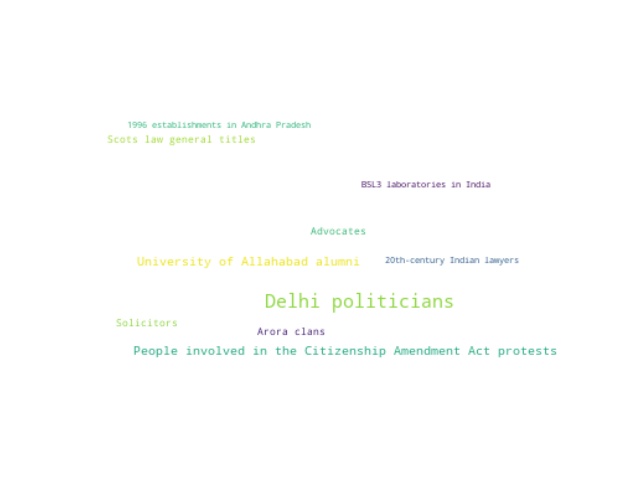 1996 establishments in Andhra Pradesh
Scots law general titles
BSL3 laboratories in India
Advocates
University of Allahabad alumni
20th-century Indian lawyers
Delhi politicians
Solicitors
Arora clans
People involved in the Citizenship Amendment Act protests